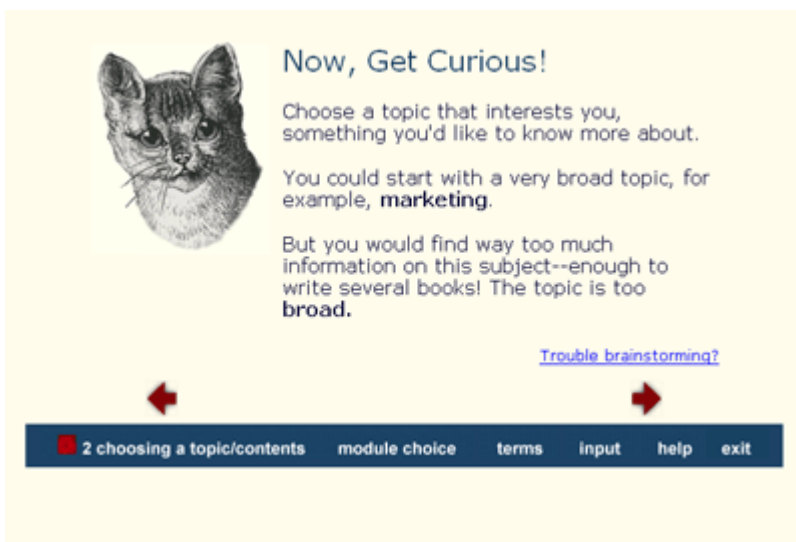 Now, Get Curious!
Choose a topic that interests you,
something you'd like to know more about.
You could start with a very broad topic, for
example, marketing.
But you would find way too much
information on this subject--enough to
write several books! The topic is too
broad.
Trouble brainstorming?
2 choosing a topic/contents module choice terms input help exit